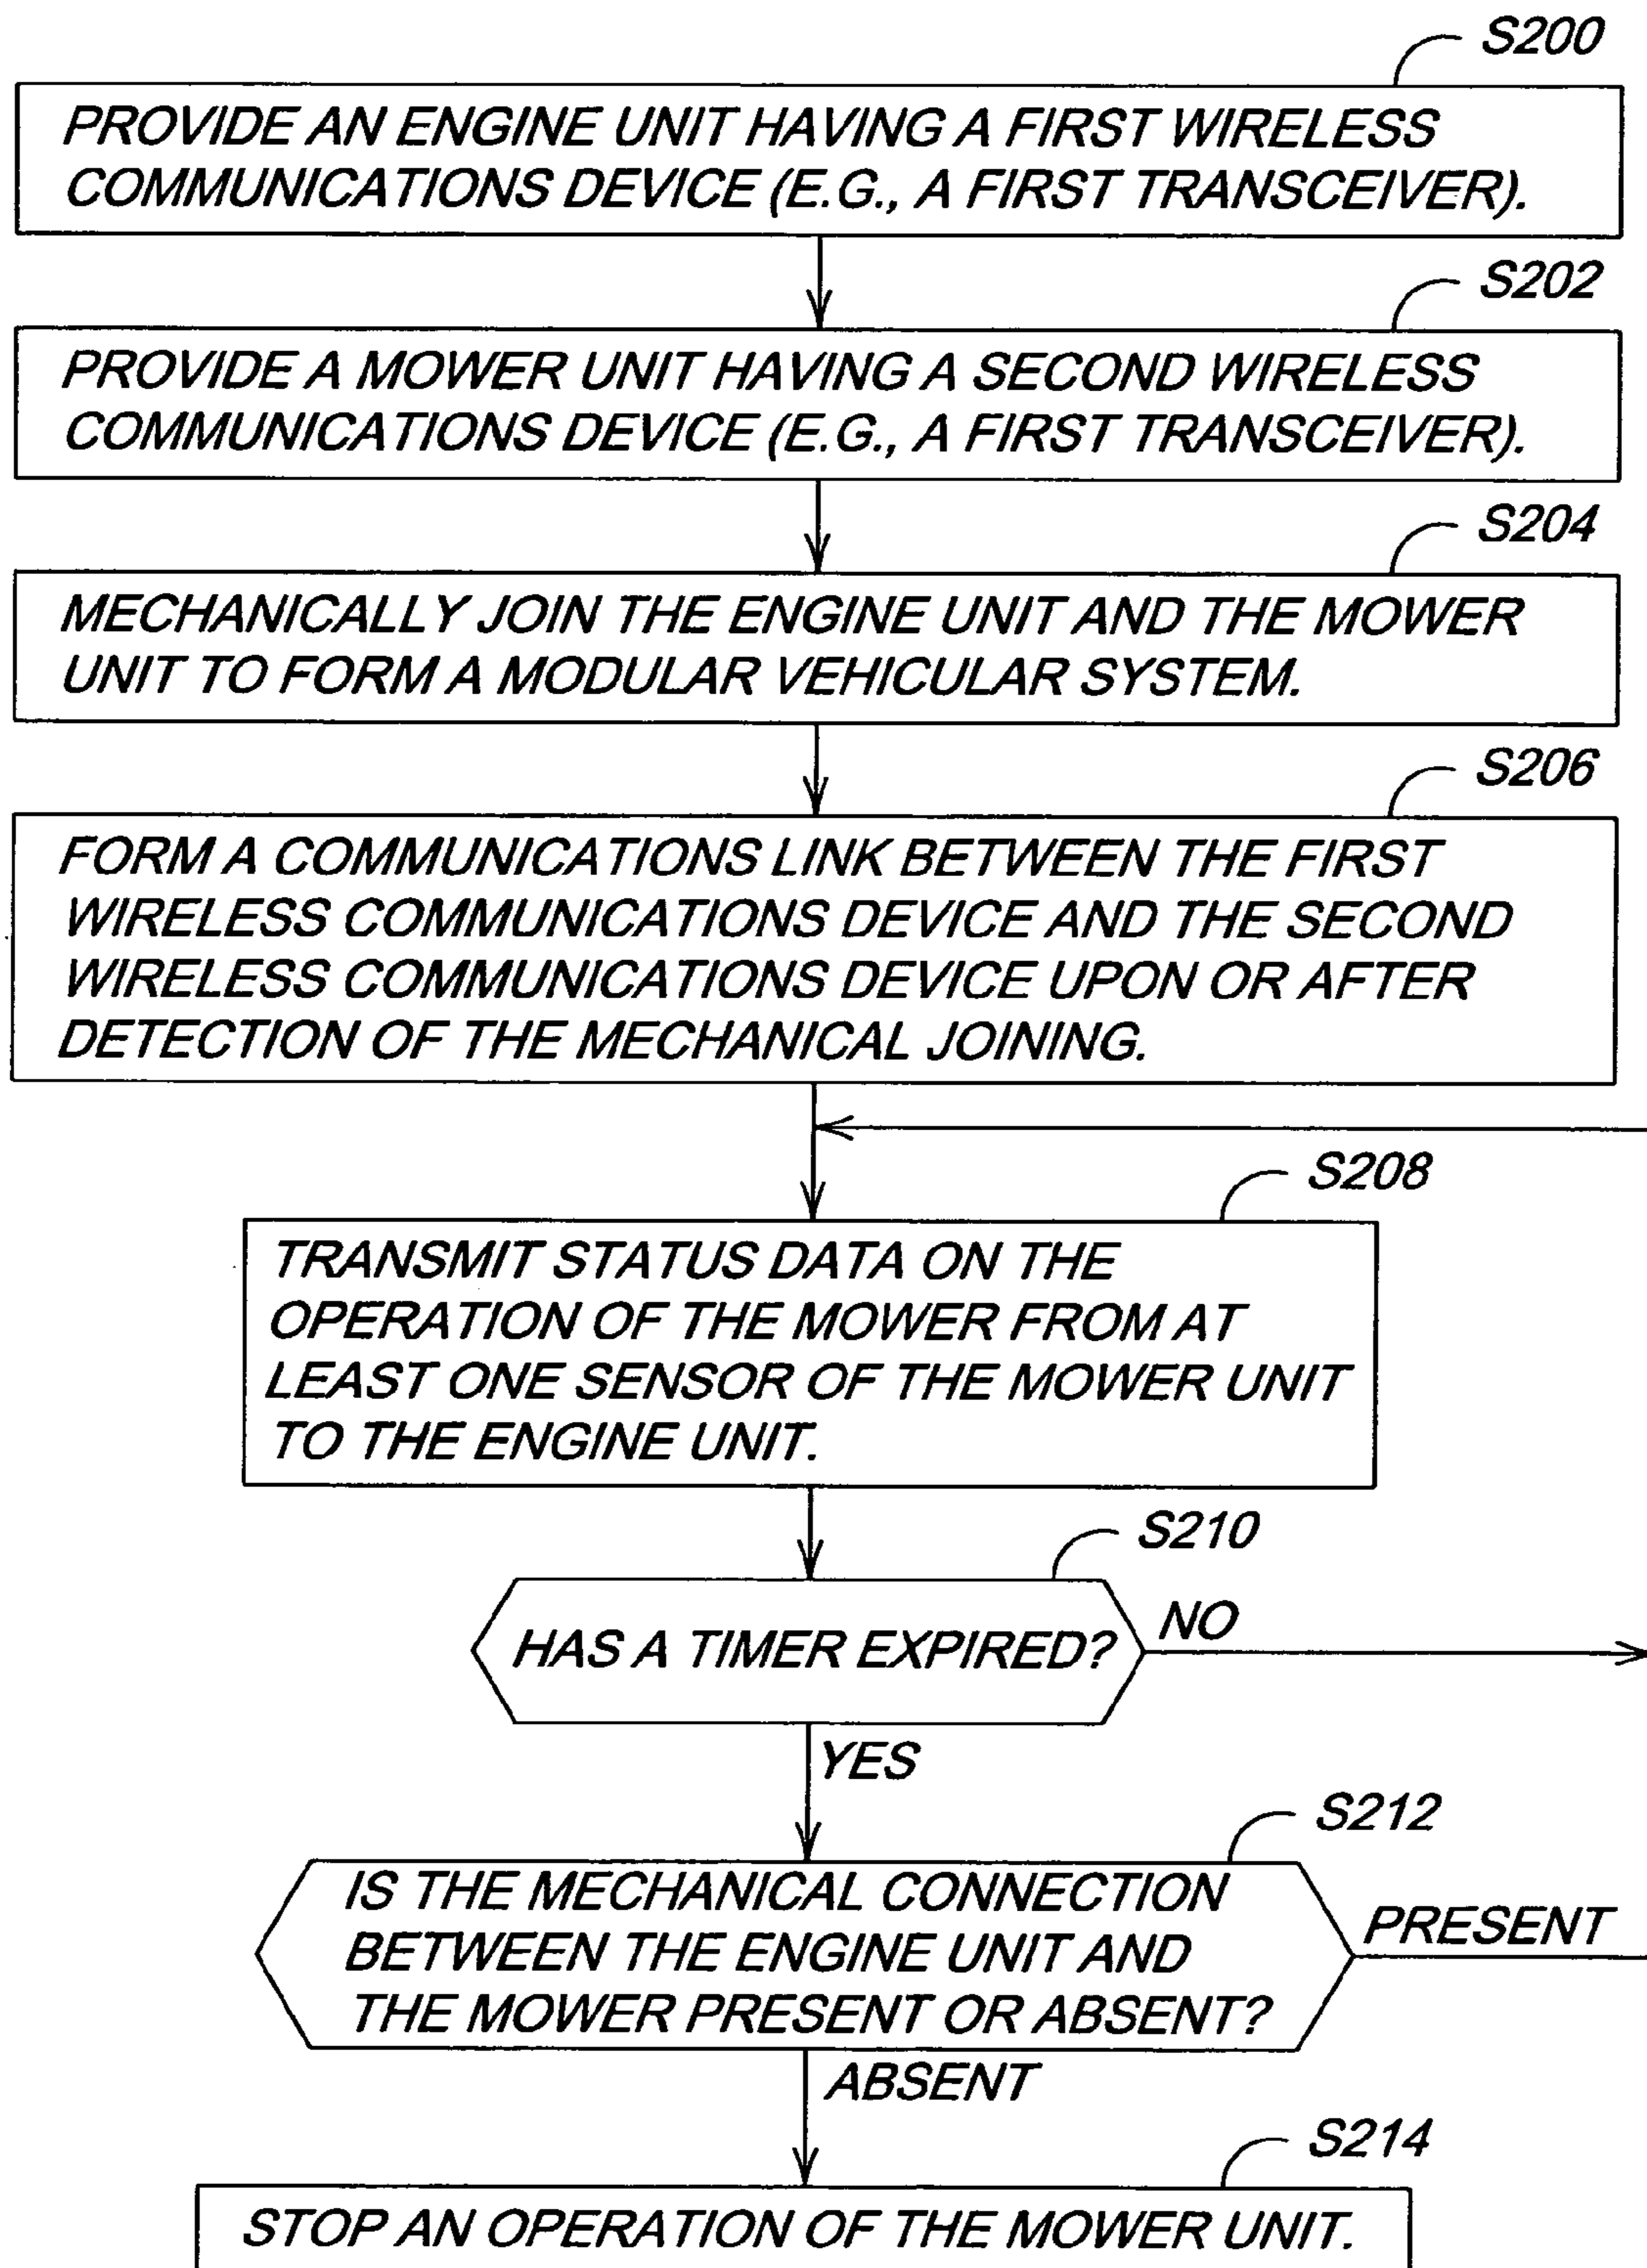 S200
PROVIDE AN ENGINE UNIT HAVING A FIRST WIRELESS
COMMUNICATIONS DEVICE (E.G., A FIRST TRANSCEIVER).
S202
PROVIDE A MOWER UNIT HAVING A SECOND WIRELESS
COMMUNICATIONS DEVICE (E.G., A FIRST TRANSCEIVER).
S204
MECHANICALLY JOIN THE ENGINE UNIT AND THE MOWER
UNIT TO FORM A MODULAR VEHICULAR SYSTEM.
S206
FORM A COMMUNICATIONS LINK BETWEEN THE FIRST
WIRELESS COMMUNICATIONS DEVICE AND THE SECOND
WIRELESS COMMUNICATIONS DEVICE UPON OR AFTER
DETECTION OF THE MECHANICAL JOINING.
S208
TRANSMIT STATUS DATA ON THE
OPERATION OF THE MOWER FROM AT
LEAST ONE SENSOR OF THE MOWER UNIT
TO THE ENGINE UNIT.
S210
HAS A TIMER EXPIRED?
NO
YES
S212
IS THE MECHANICAL CONNECTION
BETWEEN THE ENGINE UNIT AND
THE MOWER PRESENT OR ABSENT?
PRESENT
ABSENT
S214
STOP AN OPERATION OF THE MOWER UNIT.